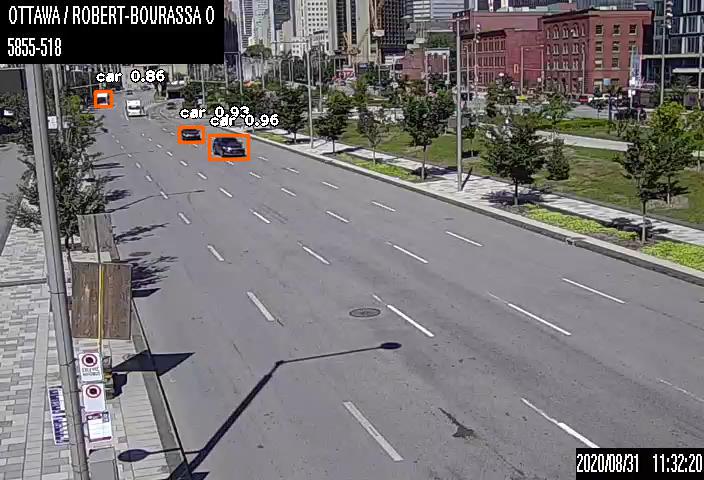 OTTAWA / ROBERT-BOURASSA O
5855-518
car 0.86
car 0.93
car 0.96
2020/08/31 11:32:20